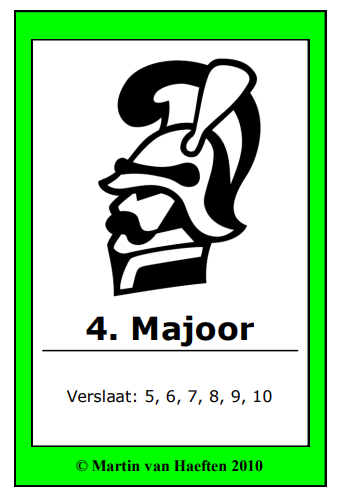 4. Majoor
Verslaat: 5, 6, 7, 8, 9, 10
© Martin van Haeften 2010